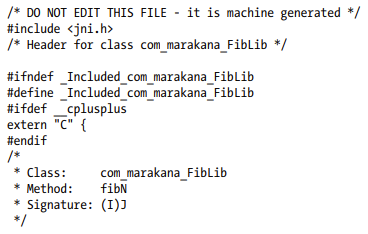 /* DO NOT EDIT THIS FILE - it is machine generated */
#include <jni.h>
/* Header for class com_marakana_FibLib */

#ifndef _Included_com_marakana_FibLib
#define _Included_com_marakana_FibLib
#ifdef __cplusplus
extern "C" {
#endif
/*
 * Class:     com_marakana_FibLib
 * Method:    fibN
 * Signature: (I)J
 */